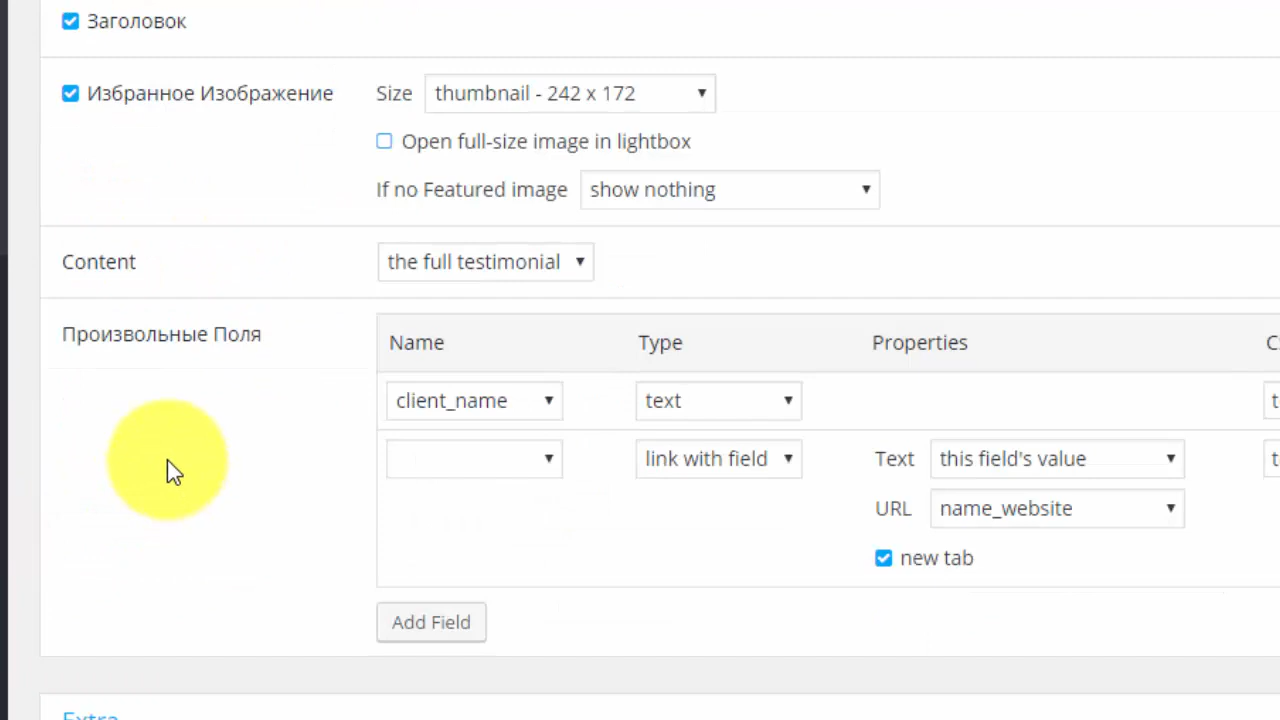 Заголовок
Избранное Изображение Size thumbnail - 242 x 172
Open full-size image in lightbox
If no Featured image show nothing
Content the full testimonial
Произвольные Поля
Name Type Properties
client_name text
link with field Text this field's value
URL name_website
new tab
Add Field
Extra